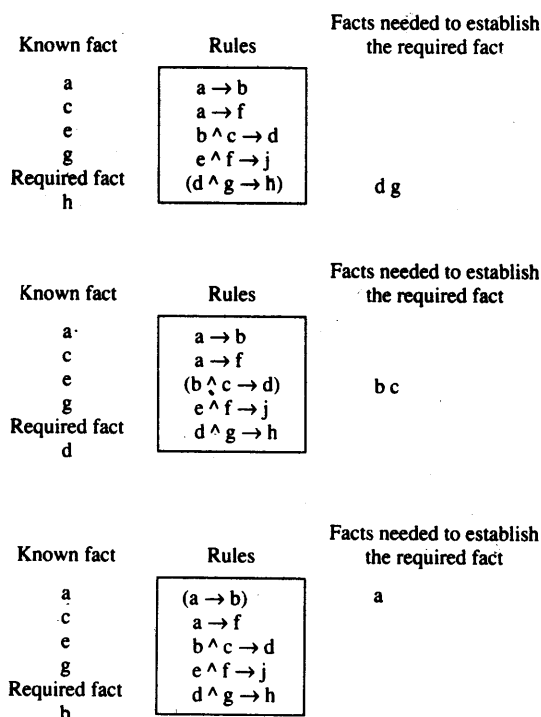 Facts needed to establish
Known fact Rules the required fact
a a → b
c a → f
e b ^ c → d
g e ^ f → j
Required fact (d ^ g → h) d g
h
Facts needed to establish
Known fact Rules the required fact
a a → b
c a → f
e (b ^ c → d) b c
g e ^ f → j
Required fact d ^ g → h
d
Facts needed to establish
Known fact Rules the required fact
a (a → b) a
c a → f
e b ^ c → d
g e ^ f → j
Required fact d ^ g → h